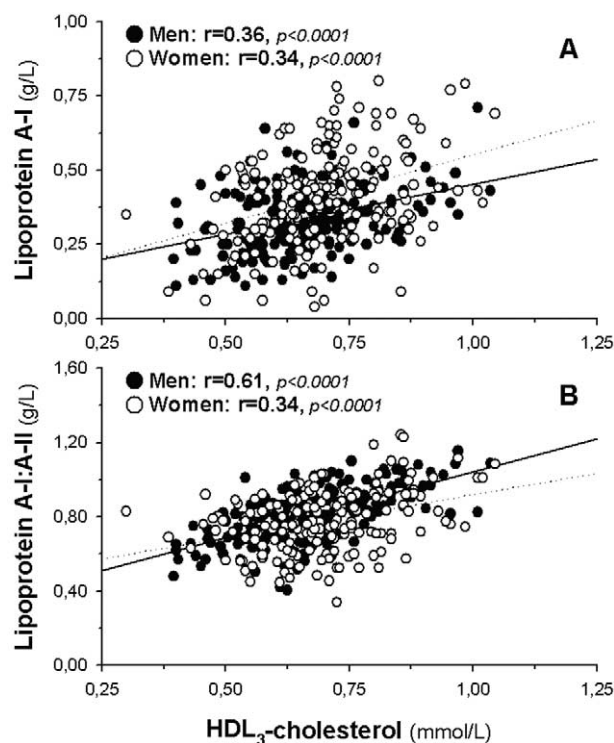 1,00
● Men: r=0.36, p<0.0001
○ Women: r=0.34, p<0.0001
A
0,75
Lipoprotein A-I (g/L)
0,50
0,25
0,00
0,25 0,50 0,75 1,00 1,25
1,60
● Men: r=0.61, p<0.0001
○ Women: r=0.34, p<0.0001
B
1,20
Lipoprotein A-I:A-II (g/L)
0,80
0,40
0,00
0,25 0,50 0,75 1,00 1,25
HDL₃-cholesterol (mmol/L)